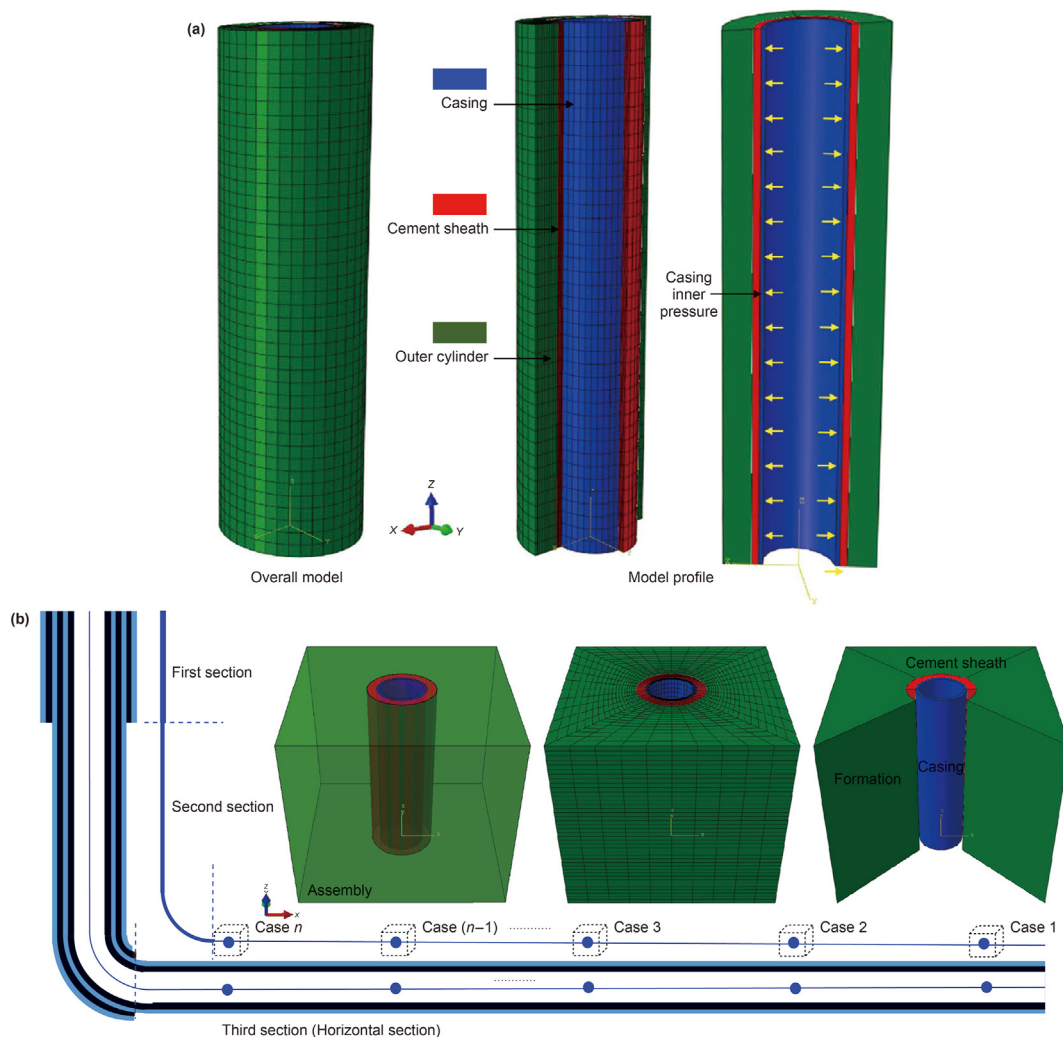 (a)
Casing
Cement sheath
Outer cylinder
Casing
inner
pressure
Z
X
Y
Overall model
Model profile
(b)
First section
Second section
Cement sheath
Formation
Casing
Assembly
z
x
Case n
Case (n−1)
Case 3
Case 2
Case 1
Third section (Horizontal section)